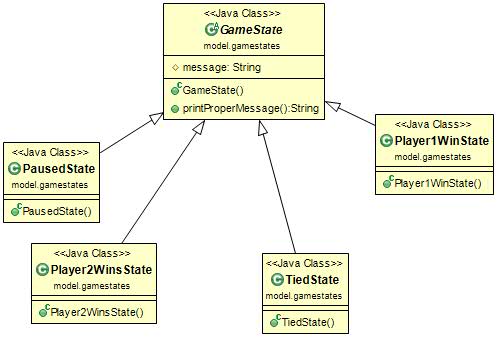 <<Java Class>>
GameState
model.gamestates
message: String
GameState()
printProperMessage():String
<<Java Class>>
Player1WinState
model.gamestates
Player1WinState()
<<Java Class>>
PausedState
model.gamestates
PausedState()
<<Java Class>>
Player2WinsState
model.gamestates
Player2WinsState()
<<Java Class>>
TiedState
model.gamestates
TiedState()